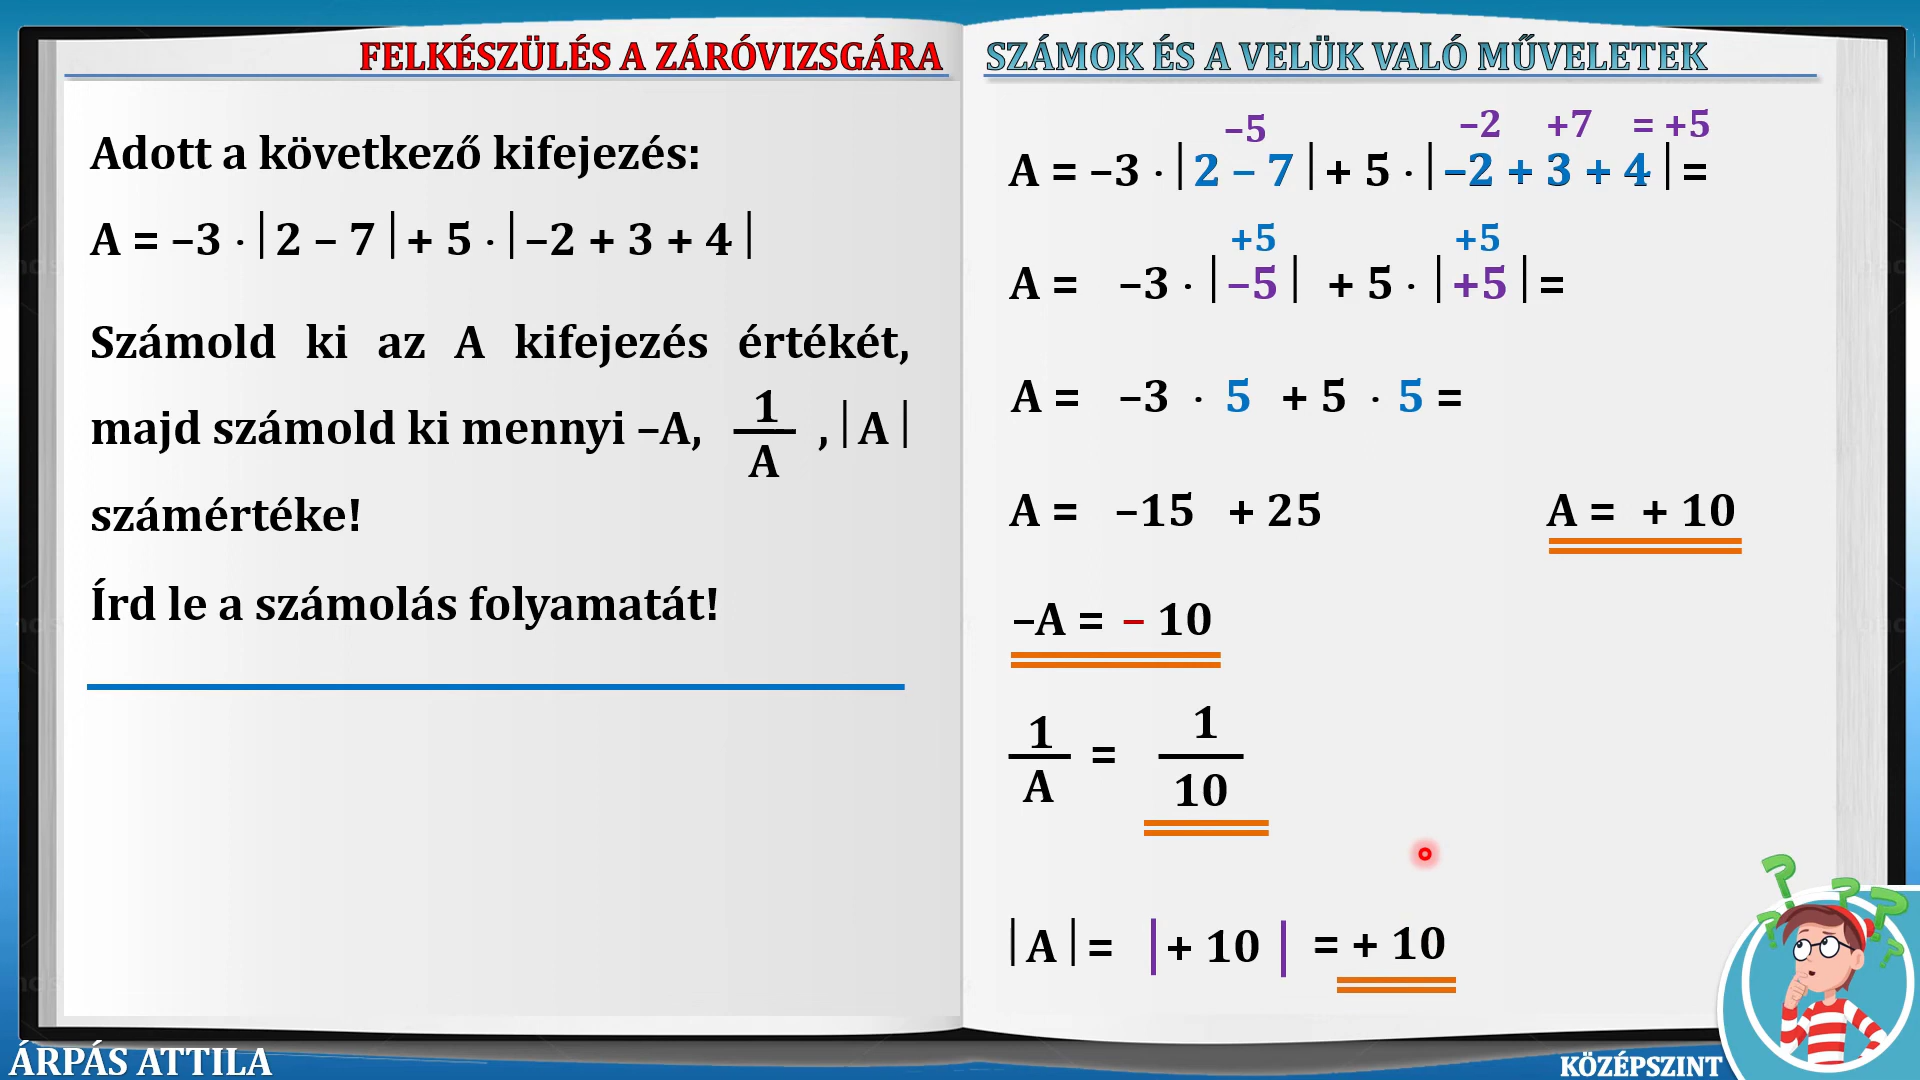 FELKÉSZÜLÉS A ZÁRÓVIZSGÁRA
Adott a következő kifejezés:
A = –3 · |2 – 7| + 5 · |–2 + 3 + 4|
Számold ki az A kifejezés értékét,
majd számold ki mennyi –A, 1/A , |A|
számértéke!
Írd le a számolás folyamatát!
SZÁMOK ÉS A VELÜK VALÓ MŰVELETEK
–5 –2 +7 = +5
A = –3 · |2 – 7| + 5 · |–2 + 3 + 4| =
+5 +5
A = –3 · |–5| + 5 · |+5| =
A = –3 · 5 + 5 · 5 =
A = –15 + 25 A = + 10
–A = – 10
1/A = 1/10
|A| = |+ 10| = + 10
ÁRPÁS ATTILA
KÖZÉPSZINT